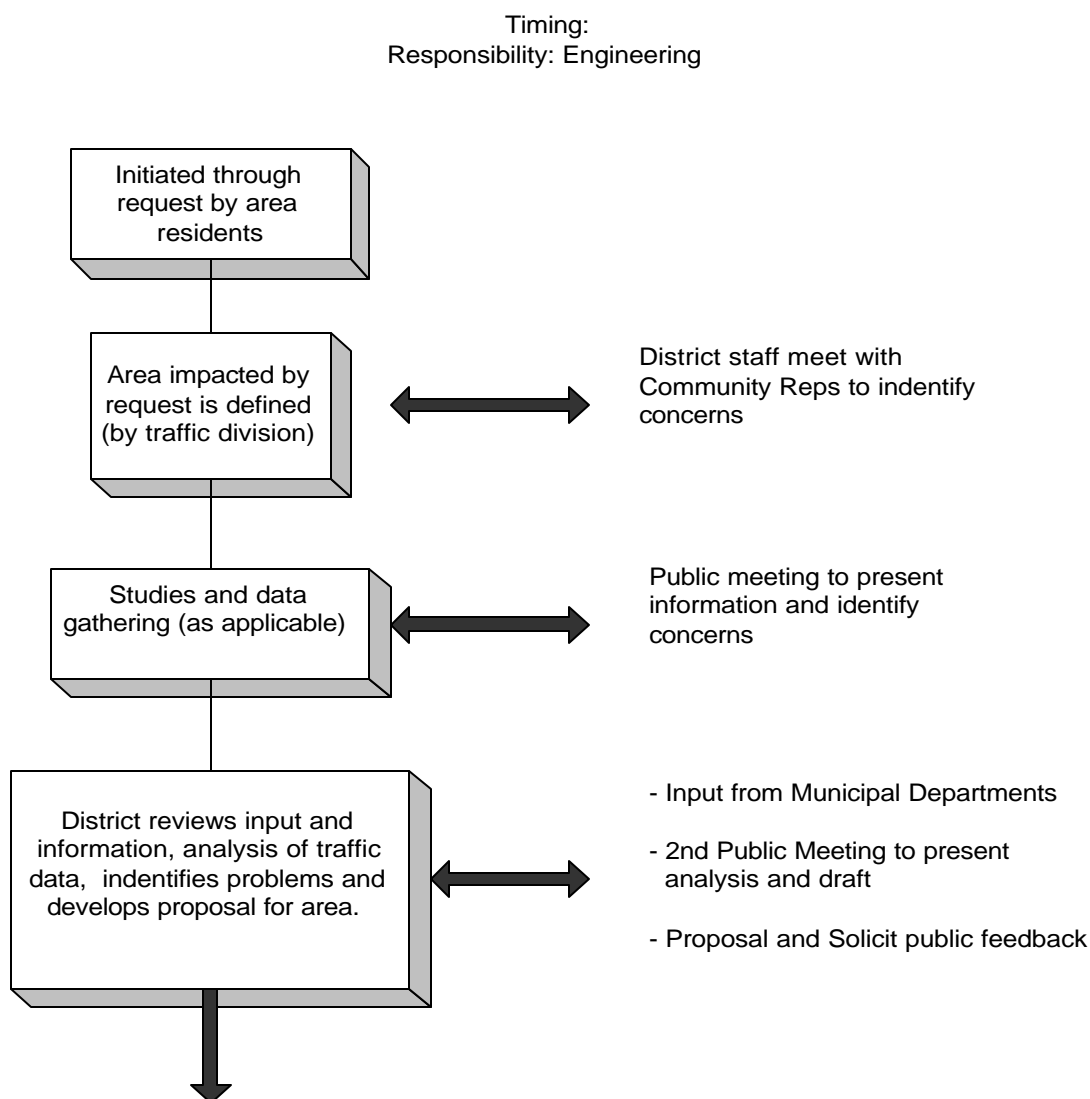 Timing:
Responsibility: Engineering
Initiated through
request by area
residents
Area impacted by
request is defined
(by traffic division)
District staff meet with
Community Reps to indentify
concerns
Studies and data
gathering (as applicable)
Public meeting to present
information and identify
concerns
District reviews input and
information, analysis of traffic
data, indentifies problems and
develops proposal for area.
- Input from Municipal Departments
- 2nd Public Meeting to present
analysis and draft
- Proposal and Solicit public feedback